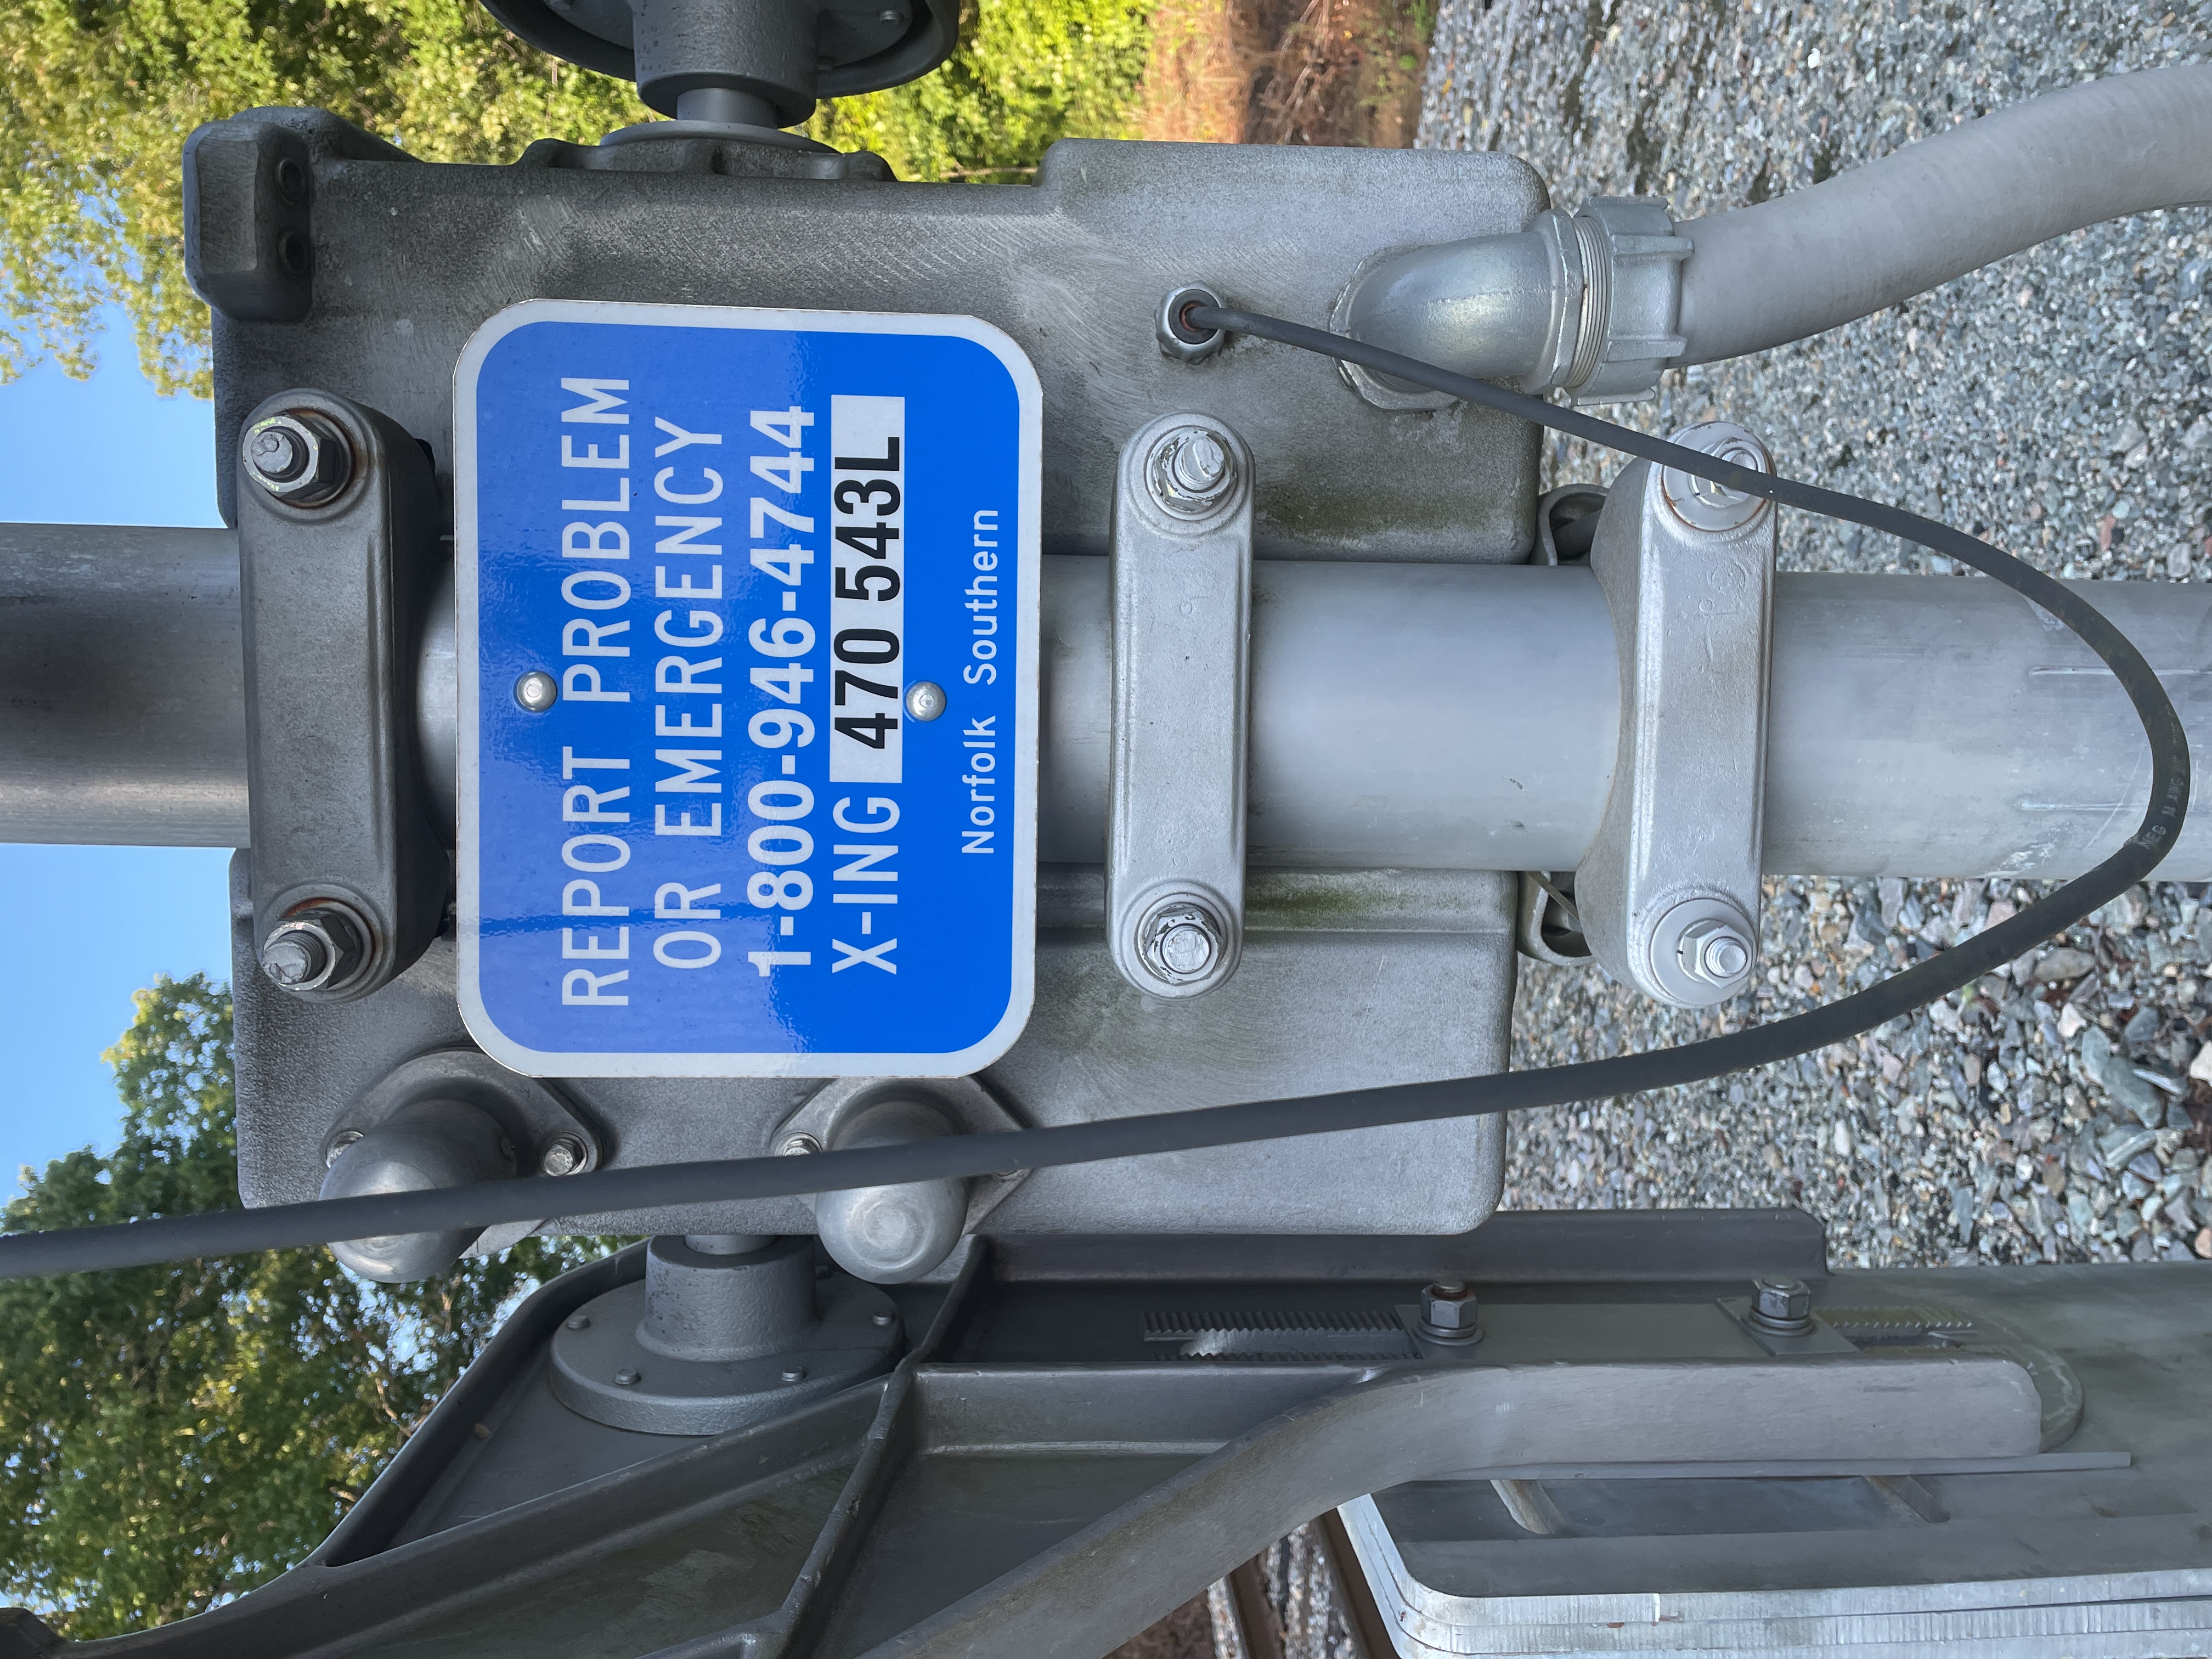 REPORT PROBLEM
OR EMERGENCY
1-800-946-4744
X-ING 470 543L
Norfolk Southern